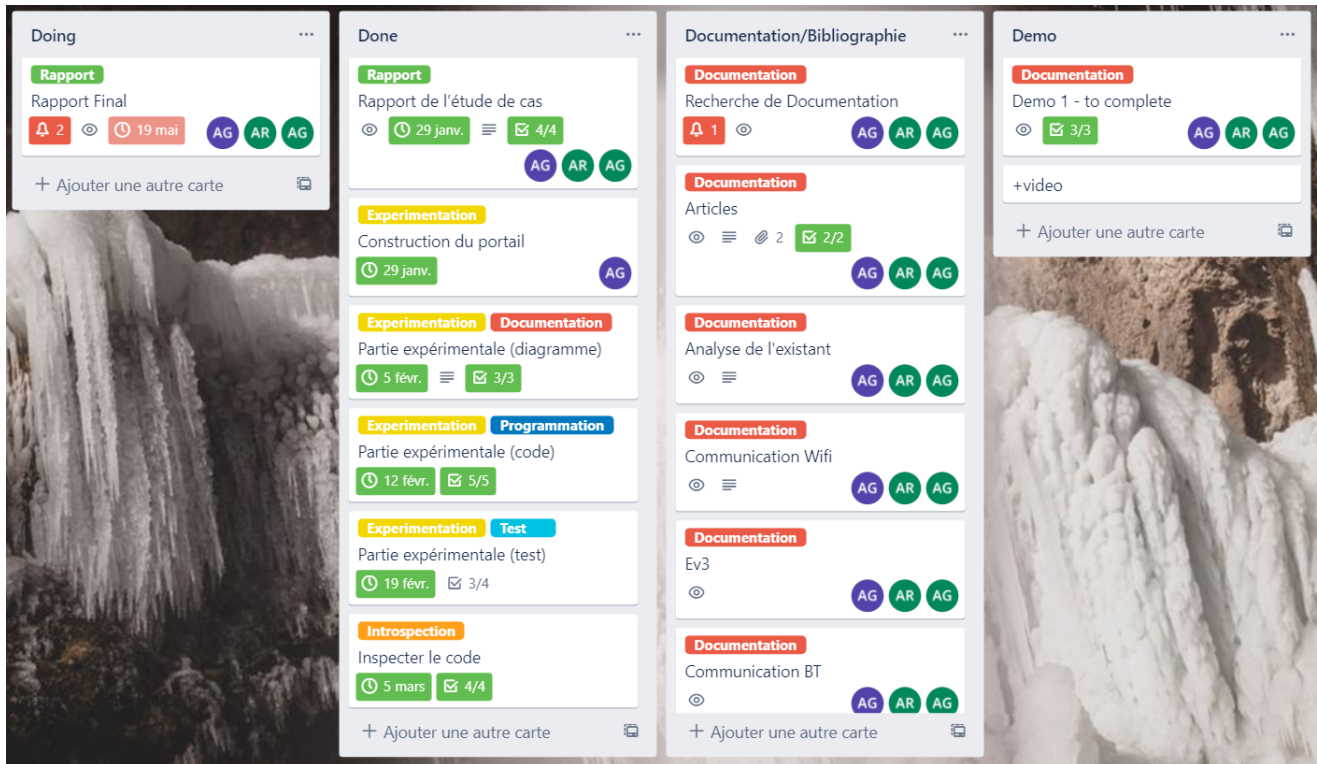 Doing
Rapport
Rapport Final
2 19 mai AG AR AG
+ Ajouter une autre carte
Done
Rapport
Rapport de l'étude de cas
29 janv. 4/4
AG AR AG
Experimentation
Construction du portail
29 janv. AG
Experimentation Documentation
Partie expérimentale (diagramme)
5 févr. 3/3
Experimentation Programmation
Partie expérimentale (code)
12 févr. 5/5
Experimentation Test
Partie expérimentale (test)
19 févr. 3/4
Introspection
Inspecter le code
5 mars 4/4
+ Ajouter une autre carte
Documentation/Bibliographie
Documentation
Recherche de Documentation
1 AG AR AG
Documentation
Articles
2 2/2
AG AR AG
Documentation
Analyse de l'existant
AG AR AG
Documentation
Communication Wifi
AG AR AG
Documentation
Ev3
AG AR AG
Documentation
Communication BT
AG AR AG
+ Ajouter une autre carte
Demo
Documentation
Demo 1 - to complete
3/3 AG AR AG
+video
+ Ajouter une autre carte